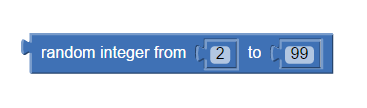 random integer from 2 to 99